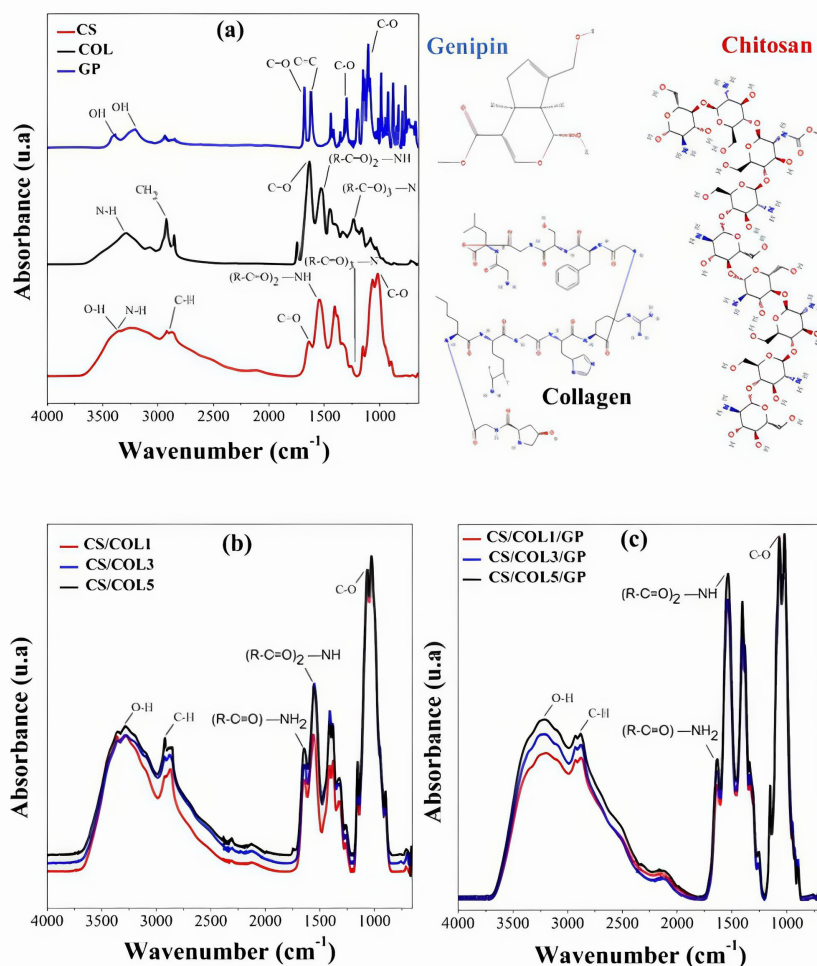 (a)
CS
COL
GP
C-O
C=O
C=C
C-O
OH
OH
(R-C=O)2—NH
C=O
(R-C=O)3—N
CH3
N-H
(R-C=O)3—N
(R-C=O)2—NH
C-O
O-H
N-H
C-H
C=O
Absorbance (u.a)
4000 3500 3000 2500 2000 1500 1000
Wavenumber (cm-1)
Genipin
Chitosan
Collagen
(b)
CS/COL1
CS/COL3
CS/COL5
C-O
(R-C=O)2—NH
O-H
C-H
(R-C=O) —NH2
Absorbance (u.a)
4000 3500 3000 2500 2000 1500 1000
Wavenumber (cm-1)
(c)
CS/COL1/GP
CS/COL3/GP
CS/COL5/GP
C-O
(R-C=O)2—NH
O-H
C-H
(R-C=O) —NH2
Absorbance (u.a)
4000 3500 3000 2500 2000 1500 1000
Wavenumber (cm-1)